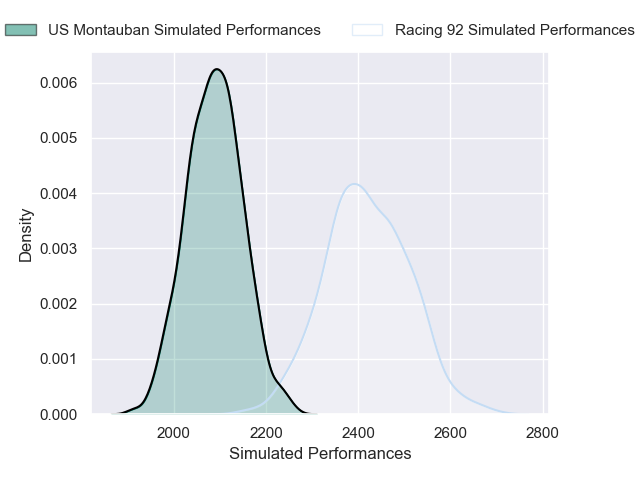 US Montauban Simulated Performances
Racing 92 Simulated Performances
0.006
0.005
0.004
0.003
0.002
0.001
0.000
Density
2000 2200 2400 2600 2800
Simulated Performances